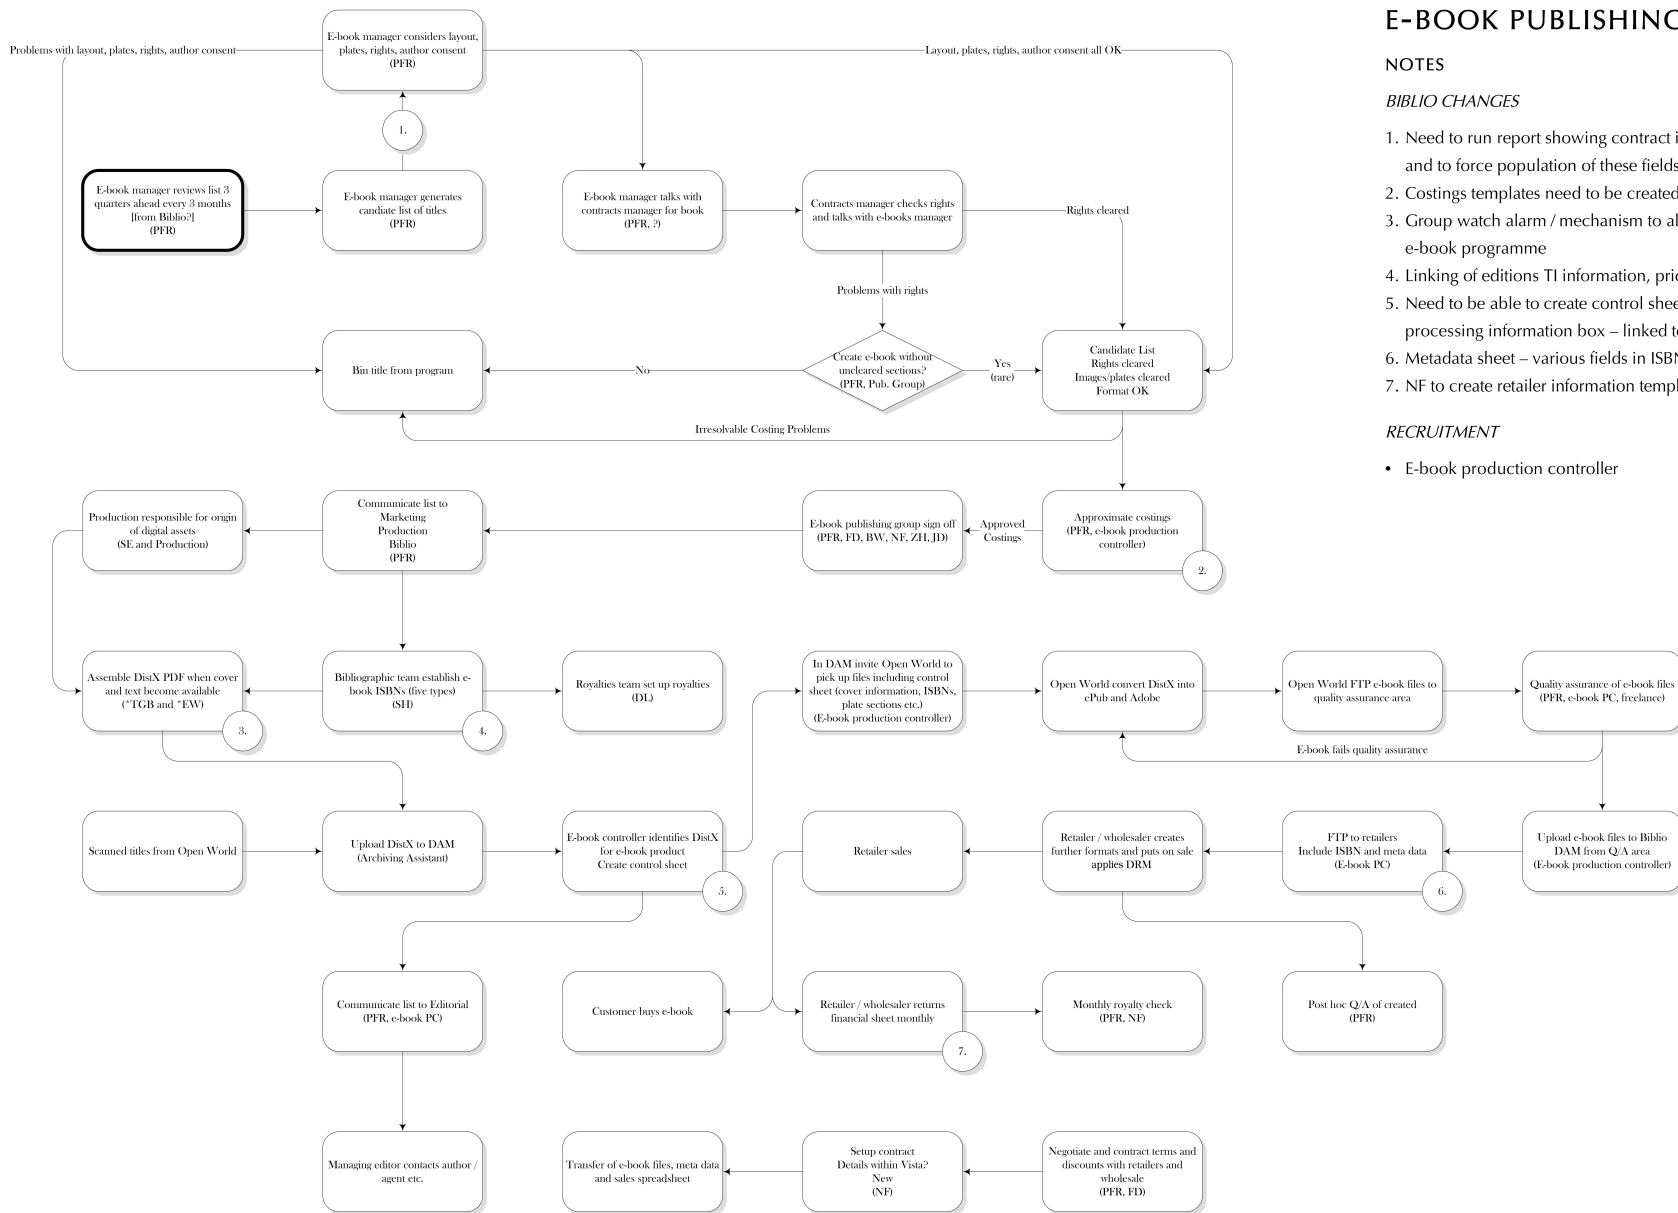 E-BOOK PUBLISHING
NOTES
BIBLIO CHANGES
1. Need to run report showing contract
and to force population of these fields
2. Costings templates need to be created
3. Group watch alarm / mechanism to
e-book programme
4. Linking of editions TI information,
5. Need to be able to create control
processing information box – linked
6. Metadata sheet – various fields in ISBN
7. NF to create retailer information
RECRUITMENT
• E-book production controller
Problems with layout, plates, rights, author consent
E-book manager considers layout,
plates, rights, author consent
(PFR)
Layout, plates, rights, author consent all OK
1.
E-book manager reviews list 3
quarters ahead every 3 months
[from Biblio?]
(PFR)
E-book manager generates
candiate list of titles
(PFR)
E-book manager talks with
contracts manager for book
(PFR, ?)
Contracts manager checks rights
and talks with e-books manager
Rights cleared
Problems with rights
Bin title from program
No
Create e-book without
uncleared sections?
(PFR, Pub. Group)
Yes
(rare)
Candidate List
Rights cleared
Images/plates cleared
Format OK
Irresolvable Costing Problems
Production responsible for origin
of digital assets
(SE and Production)
Communicate list to
Marketing
Production
Biblio
(PFR)
E-book publishing group sign off
(PFR, FD, BW, NF, ZH, JD)
Approved
Costings
Approximate costings
(PFR, e-book production
controller)
2.
Assemble DistX PDF when cover
and text become available
(*TGB and *EW)
3.
Bibliographic team establish e-
book ISBNs (five types)
(SH)
4.
Royalties team set up royalties
(DL)
In DAM invite Open World to
pick up files including control
sheet (cover information, ISBNs,
plate sections etc.)
(E-book production controller)
Open World convert DistX into
ePub and Adobe
Open World FTP e-book files to
quality assurance area
Quality assurance of e-book files
(PFR, e-book PC, freelance)
E-book fails quality assurance
Scanned titles from Open World
Upload DistX to DAM
(Archiving Assistant)
E-book controller identifies DistX
for e-book product
Create control sheet
5.
Retailer sales
Retailer / wholesaler creates
further formats and puts on sale
applies DRM
FTP to retailers
Include ISBN and meta data
(E-book PC)
6.
Upload e-book files to Biblio
DAM from Q/A area
(E-book production controller)
Communicate list to Editorial
(PFR, e-book PC)
Customer buys e-book
Retailer / wholesaler returns
financial sheet monthly
7.
Monthly royalty check
(PFR, NF)
Post hoc Q/A of created
(PFR)
Managing editor contacts author /
agent etc.
Transfer of e-book files, meta data
and sales spreadsheet
Setup contract
Details within Vista?
New
(NF)
Negotiate and contract terms and
discounts with retailers and
wholesale
(PFR, FD)